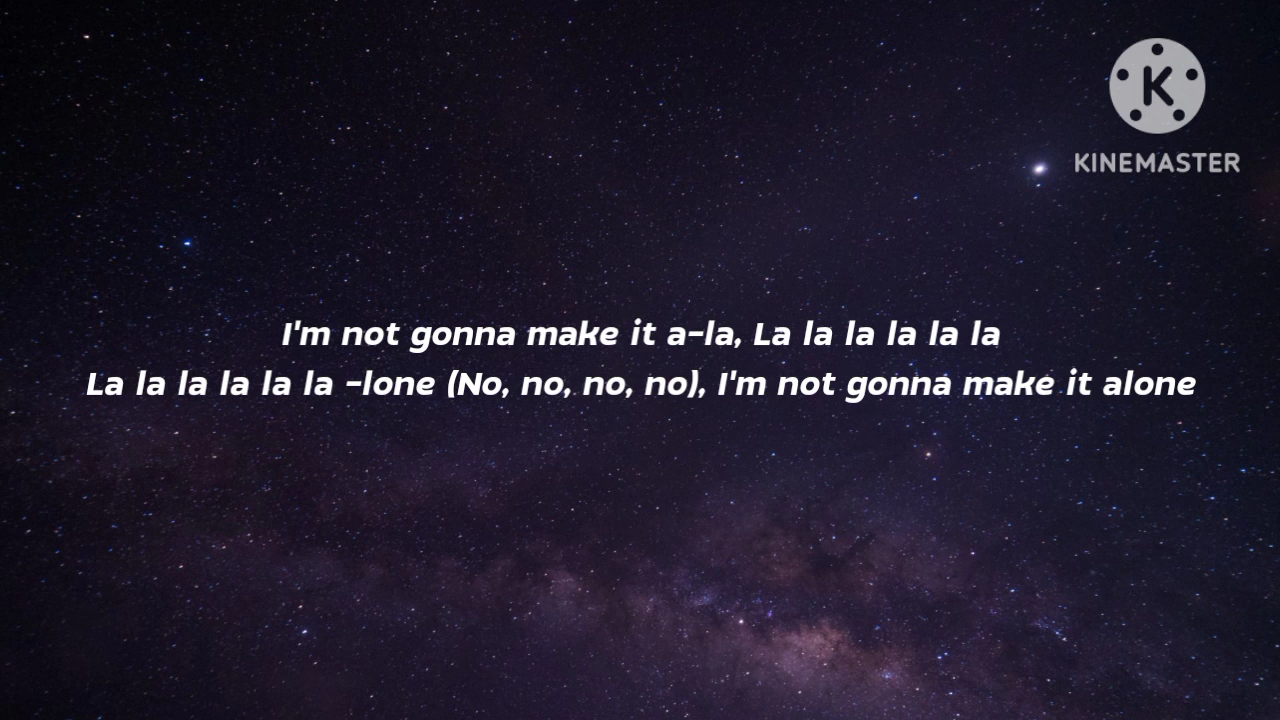 K
KINEMASTER
I'm not gonna make it a-la, La la la la la la
La la la la la la -lone (No, no, no, no), I'm not gonna make it alone